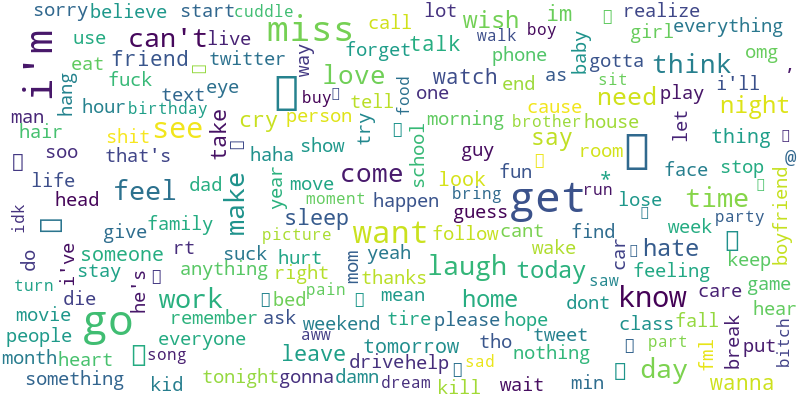 sorry believe start cuddle lot wish im realize
i'm use can't live miss call talk boy girl everything
eat friend twitter way forget phone walk baby gotta omg
hang fuck text eye love watch end as think sit i'll ,
man hour birthday buy tell food one cause need play night
hair shit see take cry person try morning brother house let thing
soo that's haha show school guy say room face stop @
life head feel dad make year move come look fun get run * lose time boyfriend
idk give family sleep moment happen bring guess find week party
do i've someone rt suck picture want follow cant wake car hate keep
stay he's anything hurt right mom yeah laugh today saw feeling game
turn die work bed pain thanks mean home dont know care hear
movie go remember ask weekend tire please hope tweet class fall
people song everyone aww tomorrow tho nothing part fml break put bitch
month heart leave drive help sad day
something kid tonight gonna damn dream kill wait min wanna